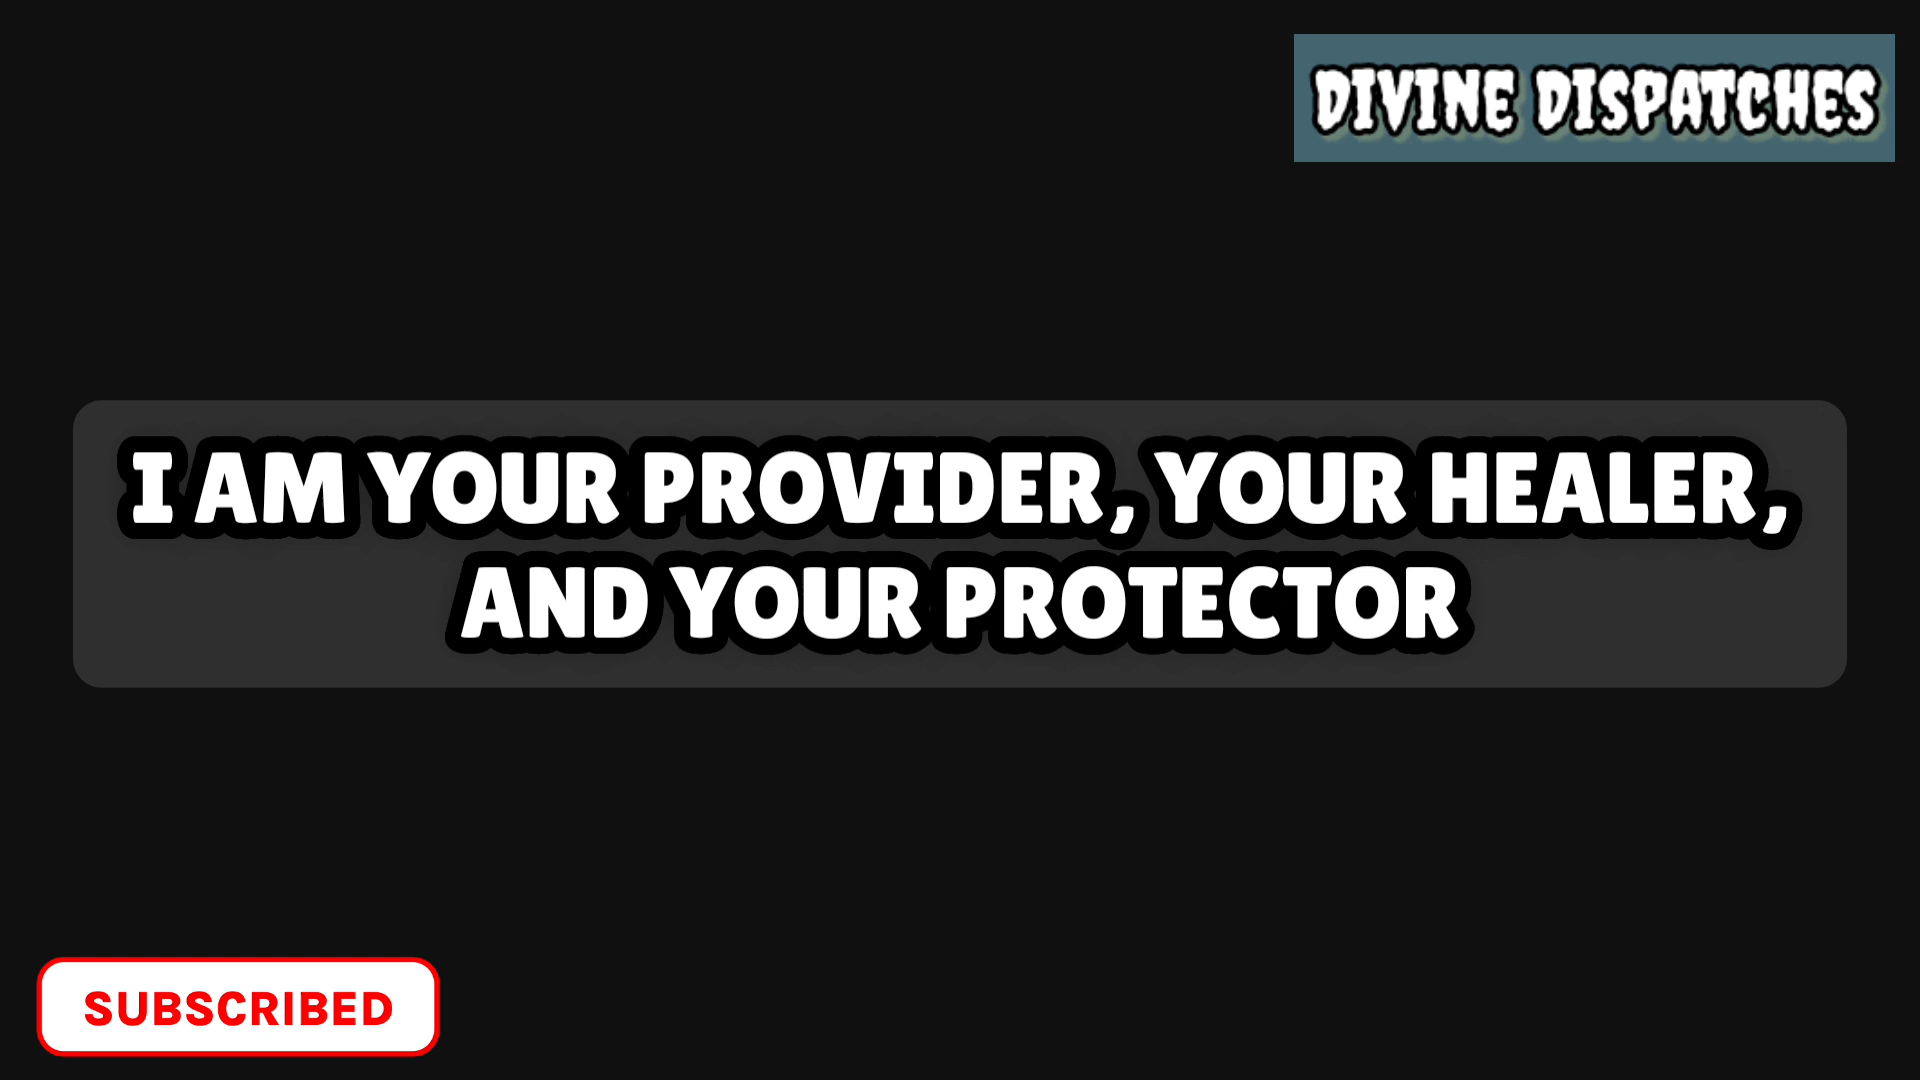 DIVINE DISPATCHES
I AM YOUR PROVIDER, YOUR HEALER,
AND YOUR PROTECTOR
SUBSCRIBED